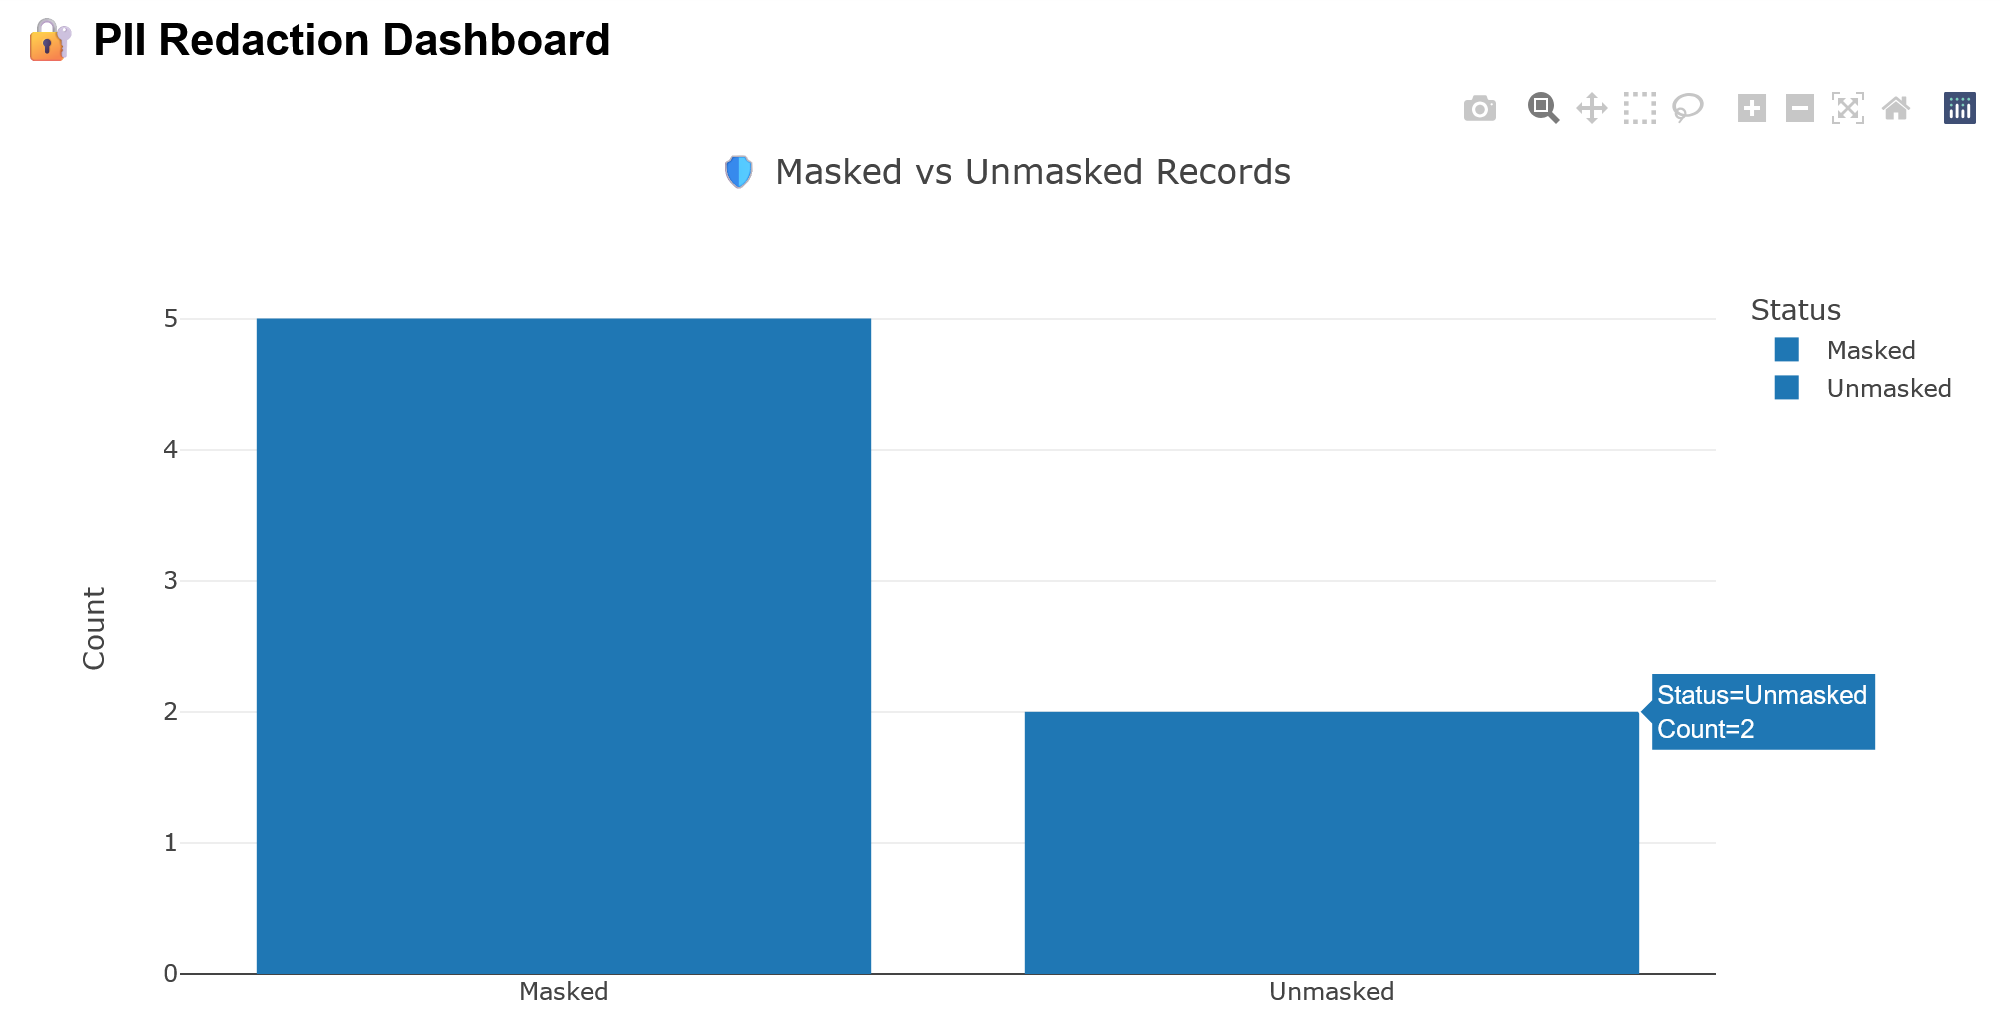 🔐 PII Redaction Dashboard
🛡️ Masked vs Unmasked Records
Status
Masked
Unmasked
5
4
3
2
1
0
Count
Status=Unmasked
Count=2
Masked
Unmasked